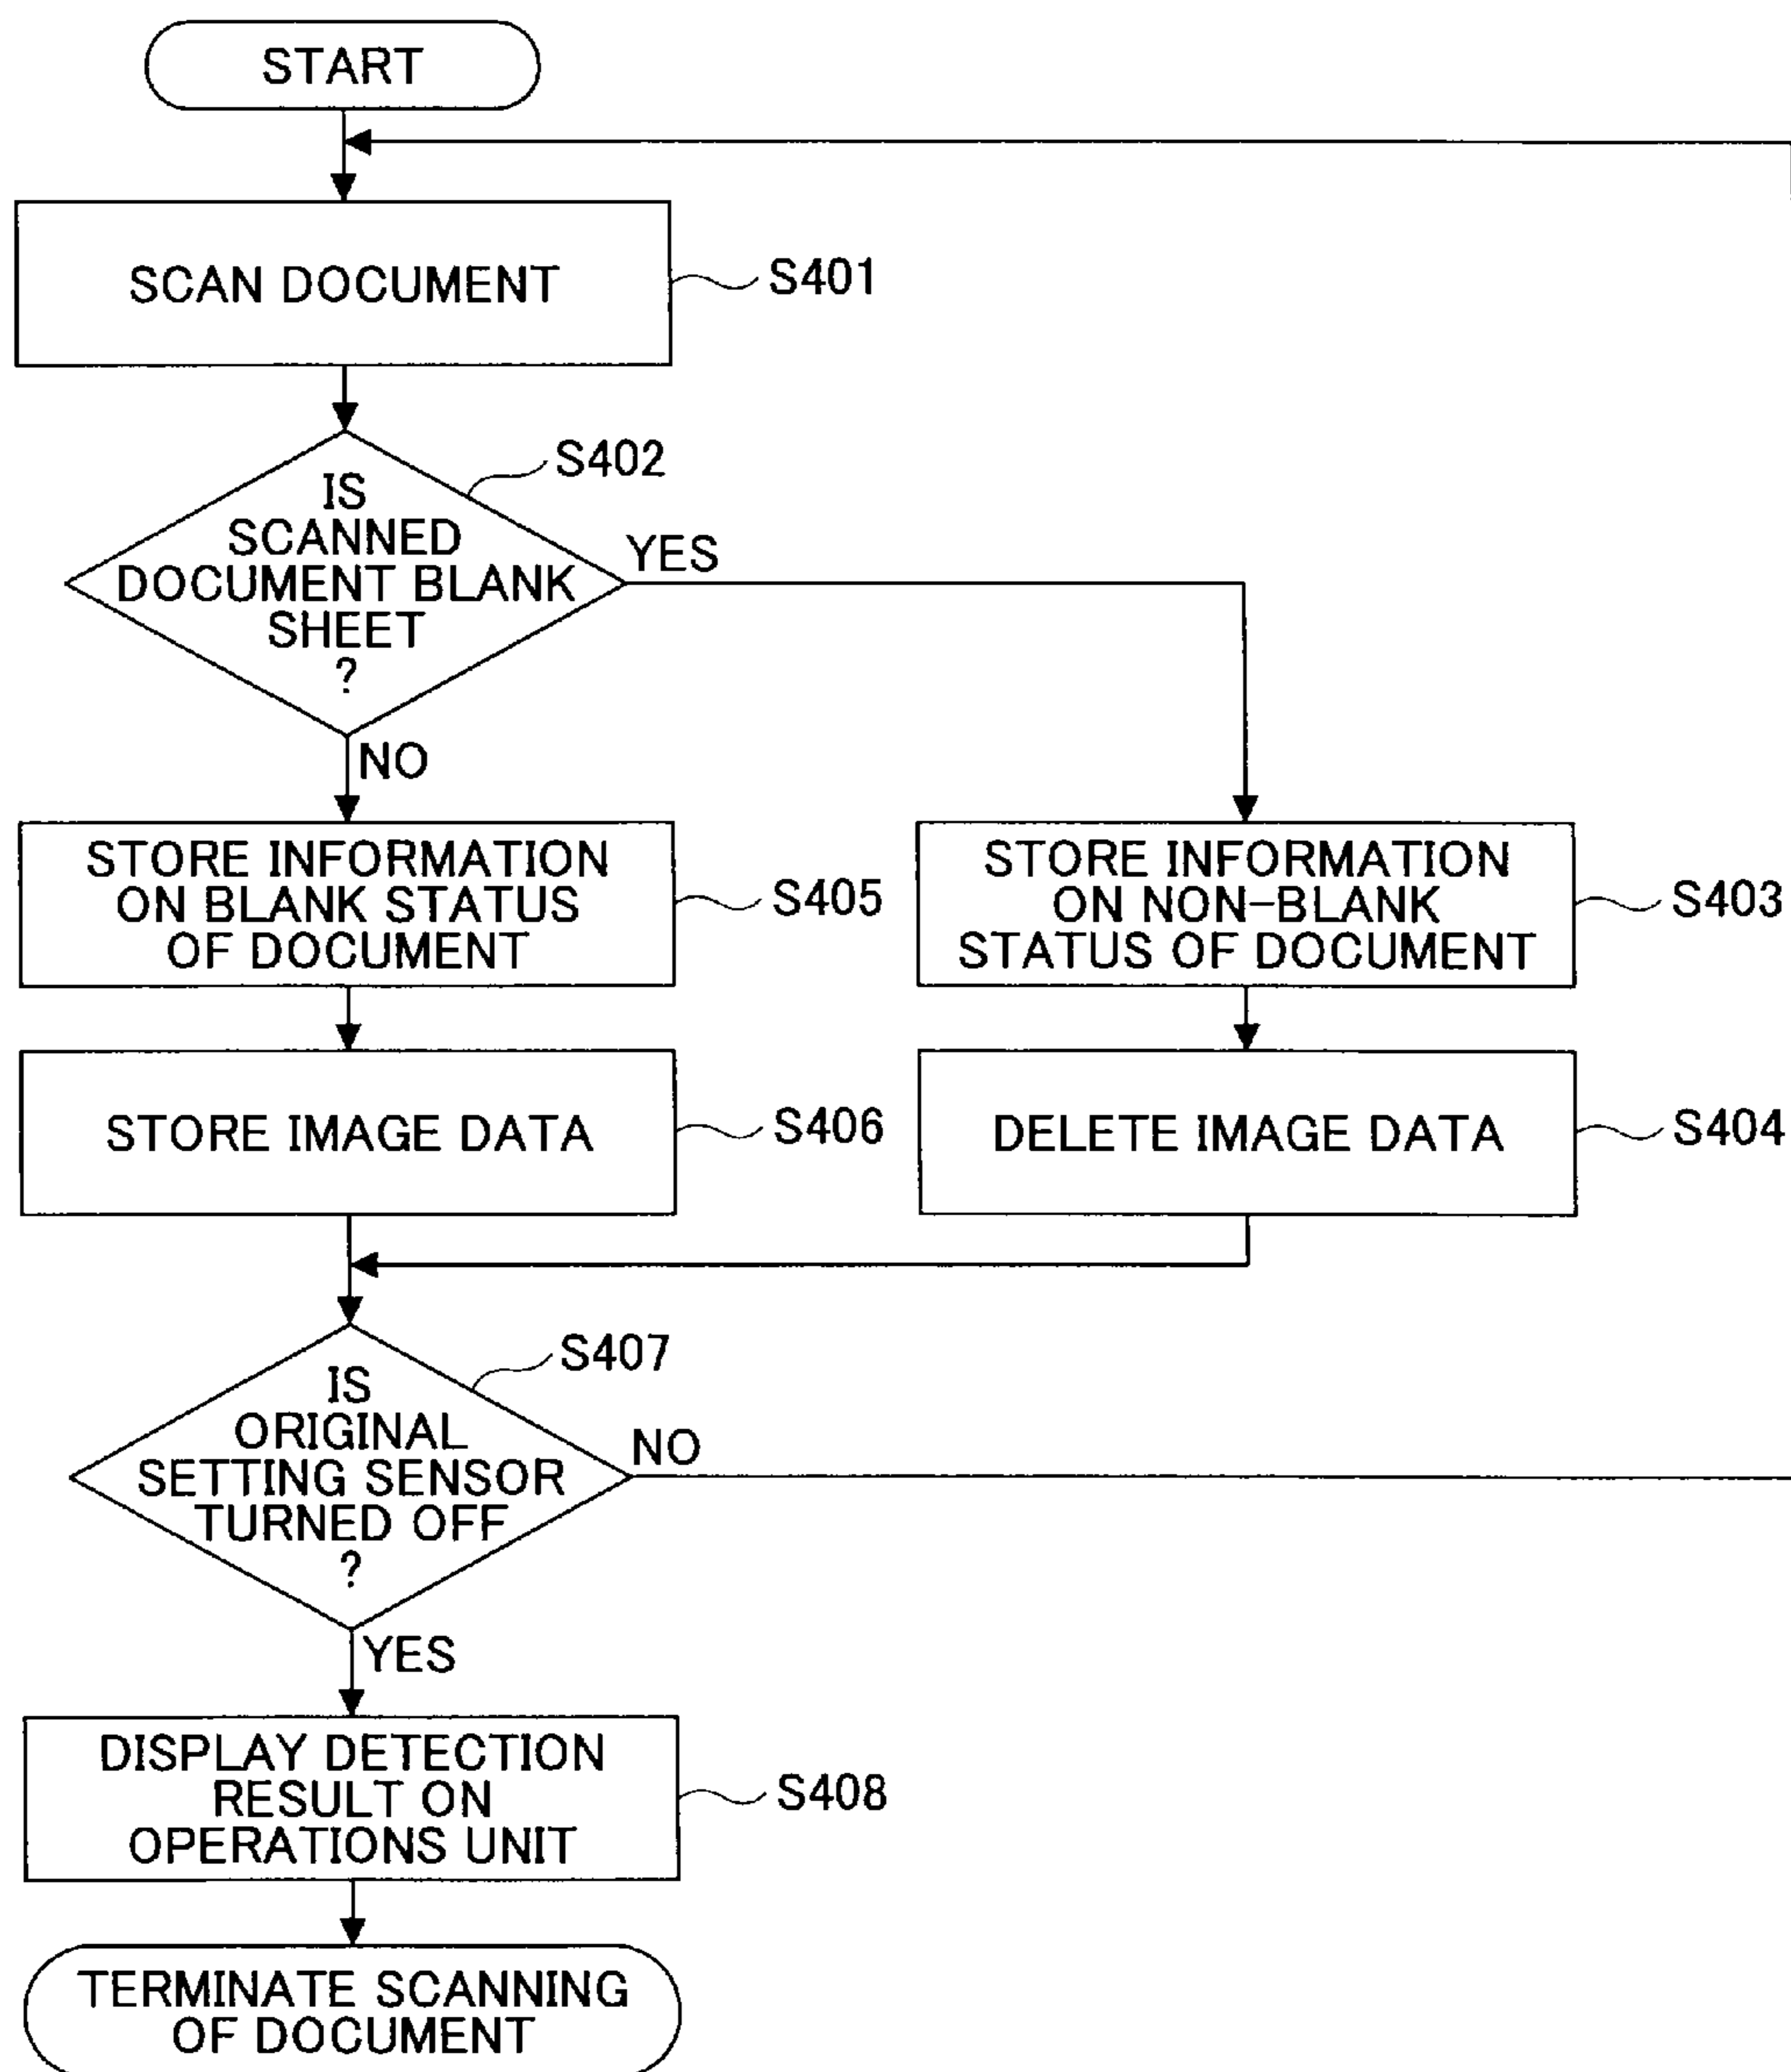 START
SCAN DOCUMENT
S401
S402
IS
SCANNED
DOCUMENT BLANK
SHEET
?
YES
NO
STORE INFORMATION
ON BLANK STATUS
OF DOCUMENT
S405
STORE INFORMATION
ON NON-BLANK
STATUS OF DOCUMENT
S403
STORE IMAGE DATA
S406
DELETE IMAGE DATA
S404
S407
IS
ORIGINAL
SETTING SENSOR
TURNED OFF
?
NO
YES
DISPLAY DETECTION
RESULT ON
OPERATIONS UNIT
S408
TERMINATE SCANNING
OF DOCUMENT